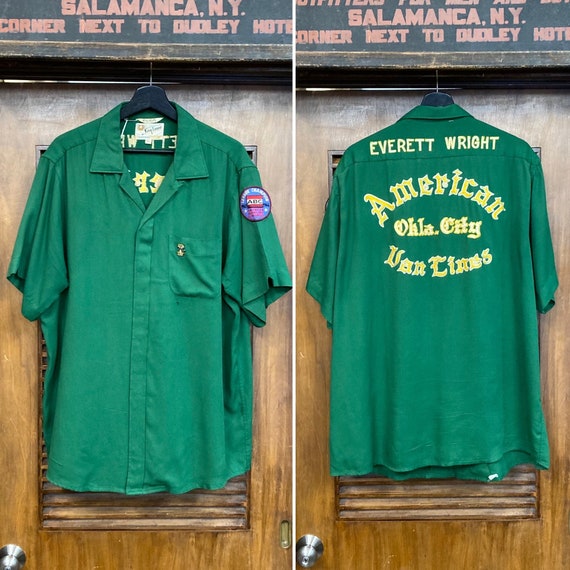 SALAMANCA, N.Y.
CORNER NEXT TO DUDLEY HOTE
ABC
SALAMANCA, N.Y.
CORNER NEXT TO DUDLEY HOTE
EVERETT WRIGHT
American
Okla. City
Van Lines